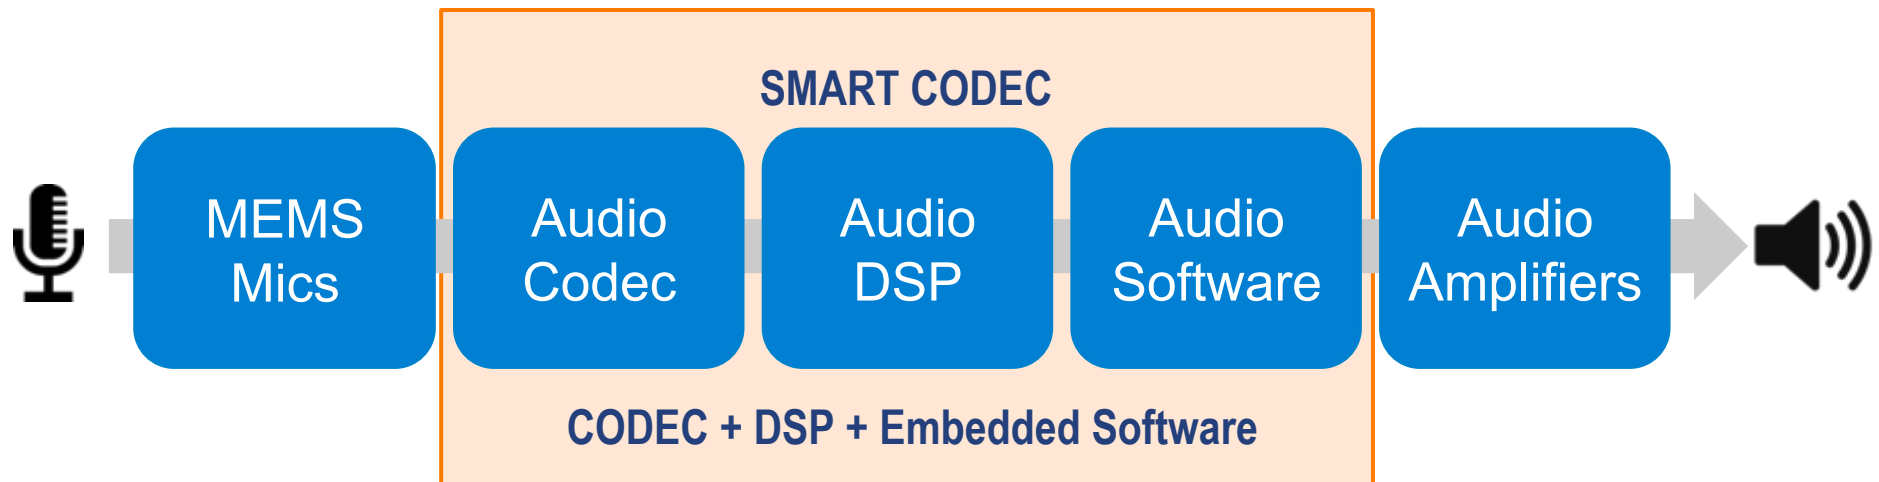 SMART CODEC
MEMS
Mics
Audio
Codec
Audio
DSP
Audio
Software
Audio
Amplifiers
CODEC + DSP + Embedded Software